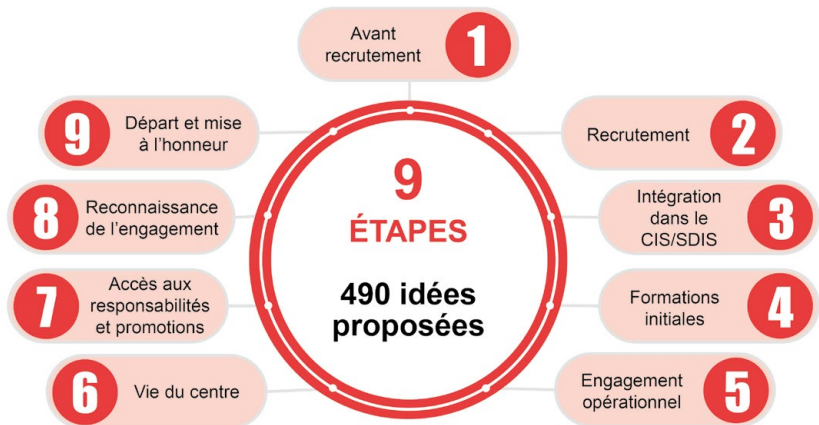 Avant
recrutement
1
Recrutement
2
Intégration
dans le
CIS/SDIS
3
Formations
initiales
4
Engagement
opérationnel
5
6
Vie du centre
7
Accès aux
responsabilités
et promotions
8
Reconnaissance
de l'engagement
9
Départ et mise
à l'honneur
9
ÉTAPES
490 idées
proposées